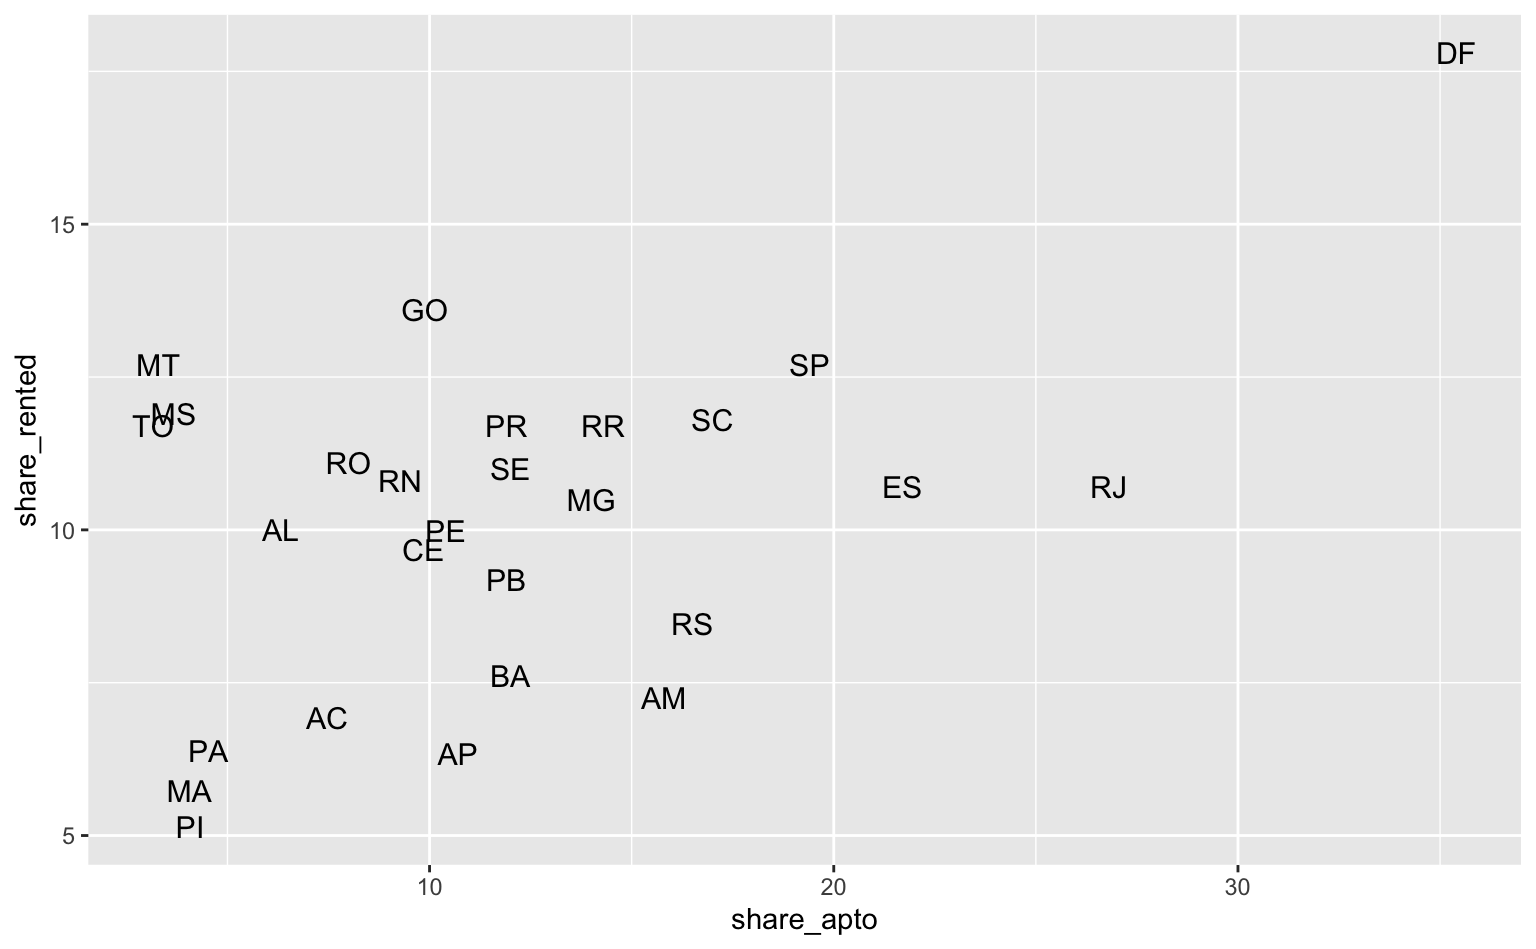 DF
15
GO
MT
SP
MS
TO
PR
RR
SC
RO
RN
SE
MG
ES
RJ
10
AL
PE
CE
PB
RS
BA
AM
AC
PA
AP
MA
PI
5
10
20
30
share_apto
share_rented